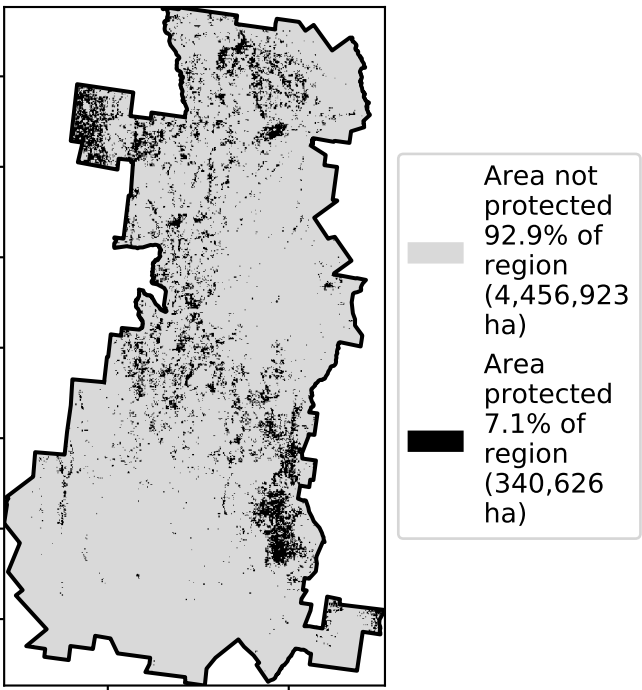 Area not
protected
92.9% of
region
(4,456,923
ha)
Area
protected
7.1% of
region
(340,626
ha)